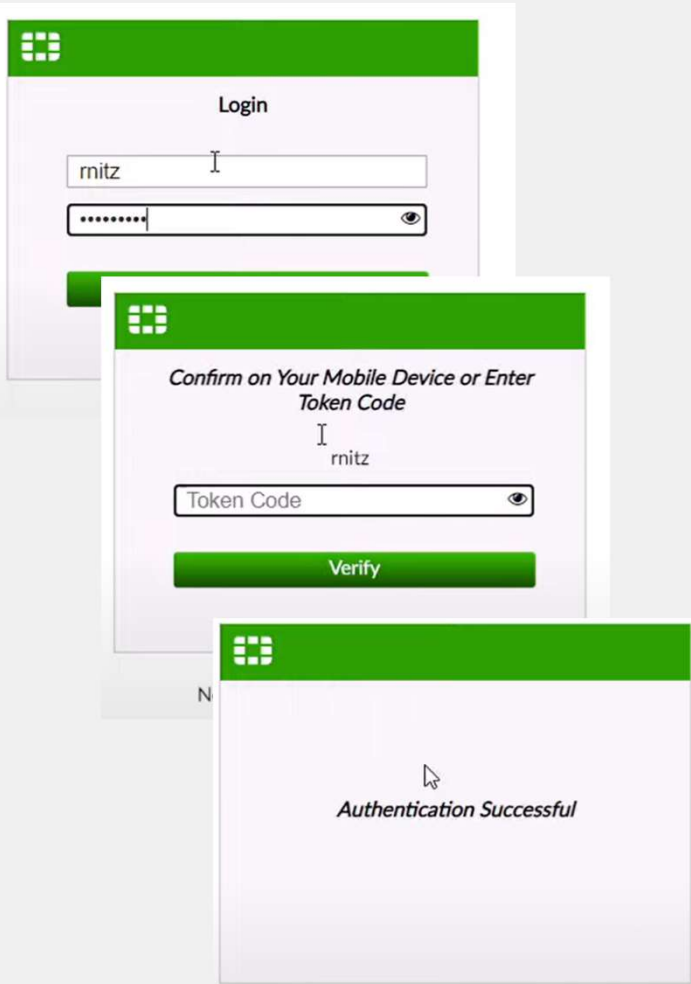 Login
rnitz
•••••••••
Confirm on Your Mobile Device or Enter
Token Code
rnitz
Token Code
Verify
Authentication Successful